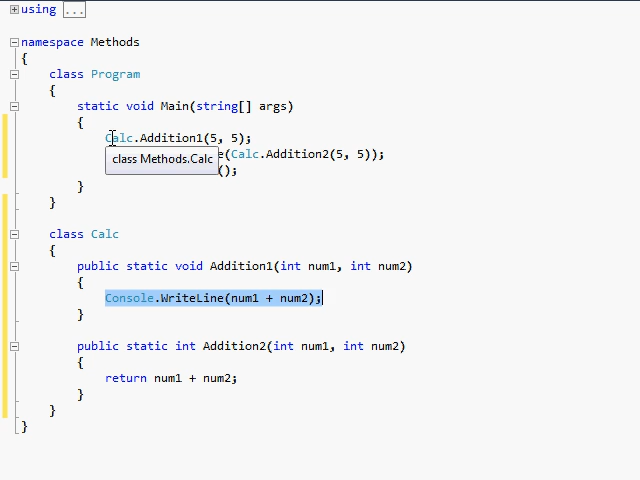 using ...
namespace Methods
{
class Program
{
static void Main(string[] args)
{
Calc.Addition1(5, 5);
class Methods.Calc
e(Calc.Addition2(5, 5));
();
}
}
class Calc
{
public static void Addition1(int num1, int num2)
{
Console.WriteLine(num1 + num2);
}
public static int Addition2(int num1, int num2)
{
return num1 + num2;
}
}
}